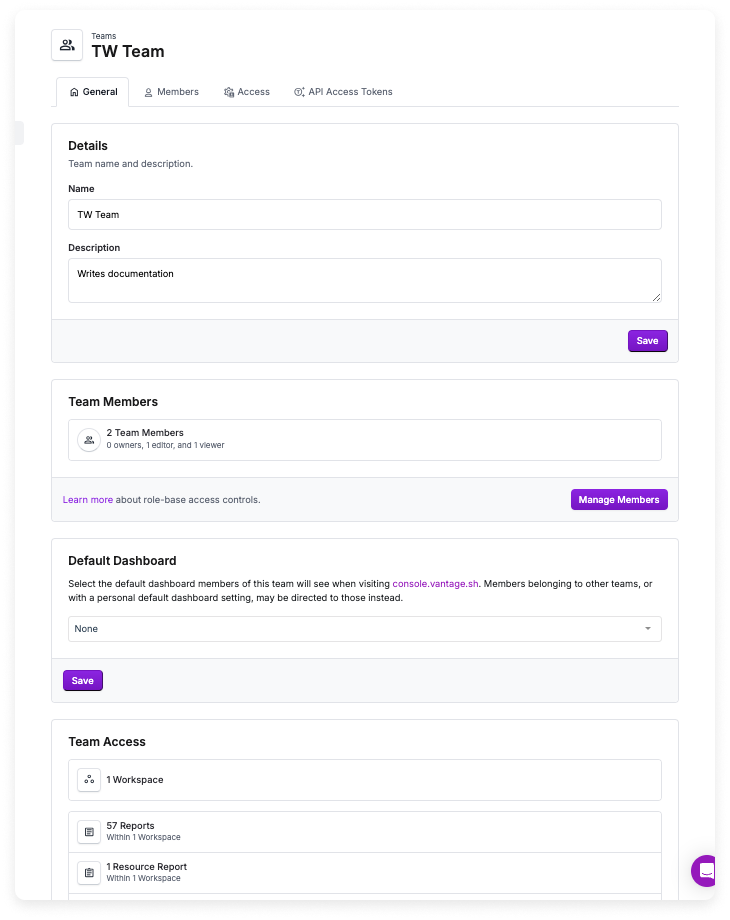 Teams
TW Team
General
Members
Access
API Access Tokens
Details
Team name and description.
Name
TW Team
Description
Writes documentation
Save
Team Members
2 Team Members
0 owners, 1 editor, and 1 viewer
Learn more about role-base access controls.
Manage Members
Default Dashboard
Select the default dashboard members of this team will see when visiting console.vantage.sh. Members belonging to other teams, or
with a personal default dashboard setting, may be directed to those instead.
None
Save
Team Access
1 Workspace
57 Reports
Within 1 Workspace
1 Resource Report
Within 1 Workspace